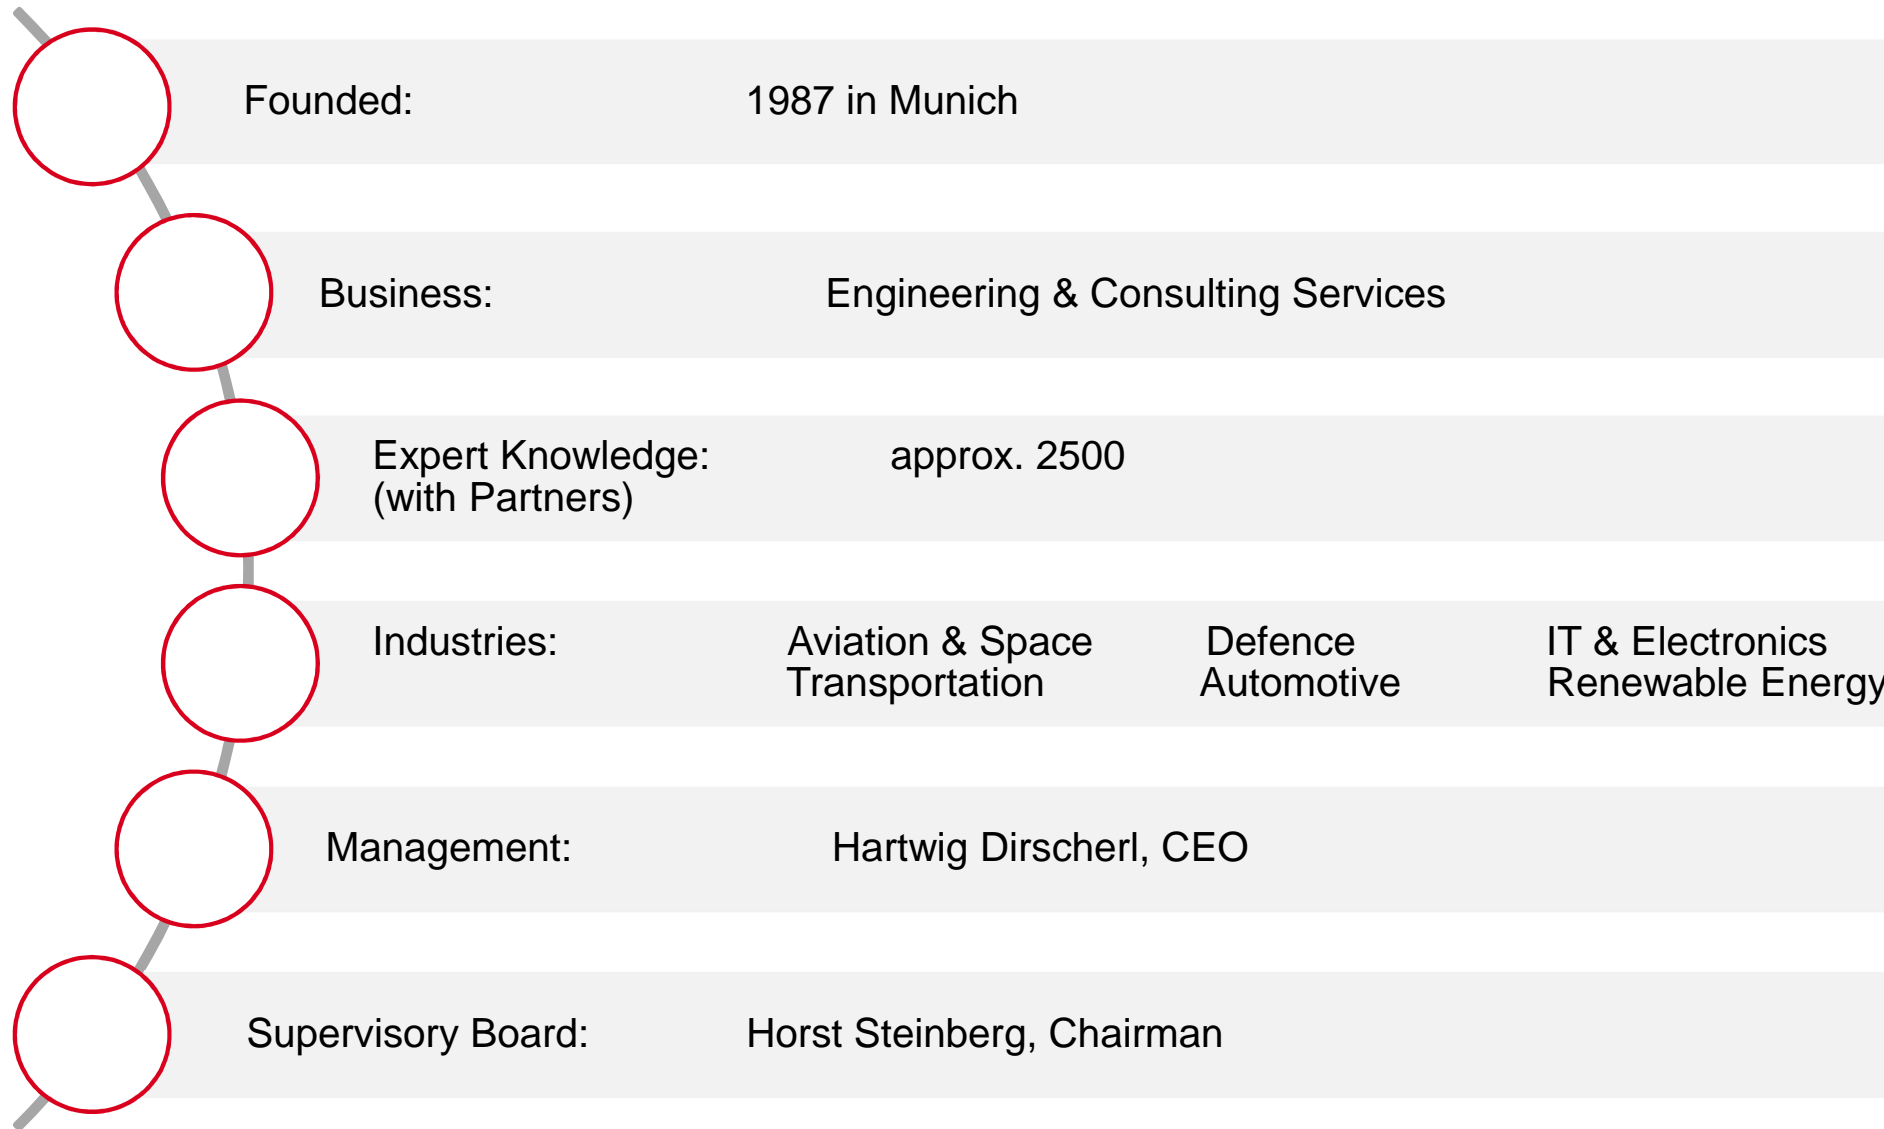 Founded: 1987 in Munich
Business: Engineering & Consulting Services
Expert Knowledge: approx. 2500
(with Partners)
Industries: Aviation & Space Defence IT & Electronics
Transportation Automotive Renewable Energy
Management: Hartwig Dirscherl, CEO
Supervisory Board: Horst Steinberg, Chairman